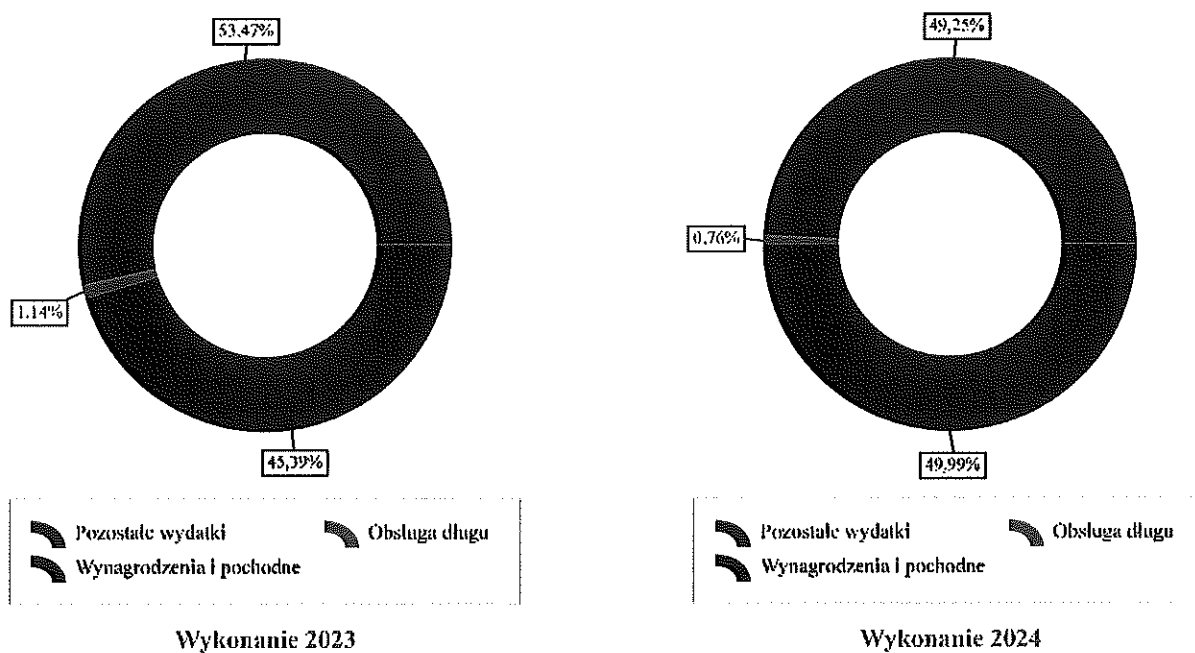 53,47%
49,25%
0,76%
1,14%
45,39%
49,99%
Pozostałe wydatki
Obsługa długu
Wynagrodzenia i pochodne
Pozostałe wydatki
Obsługa długu
Wynagrodzenia i pochodne
Wykonanie 2023
Wykonanie 2024